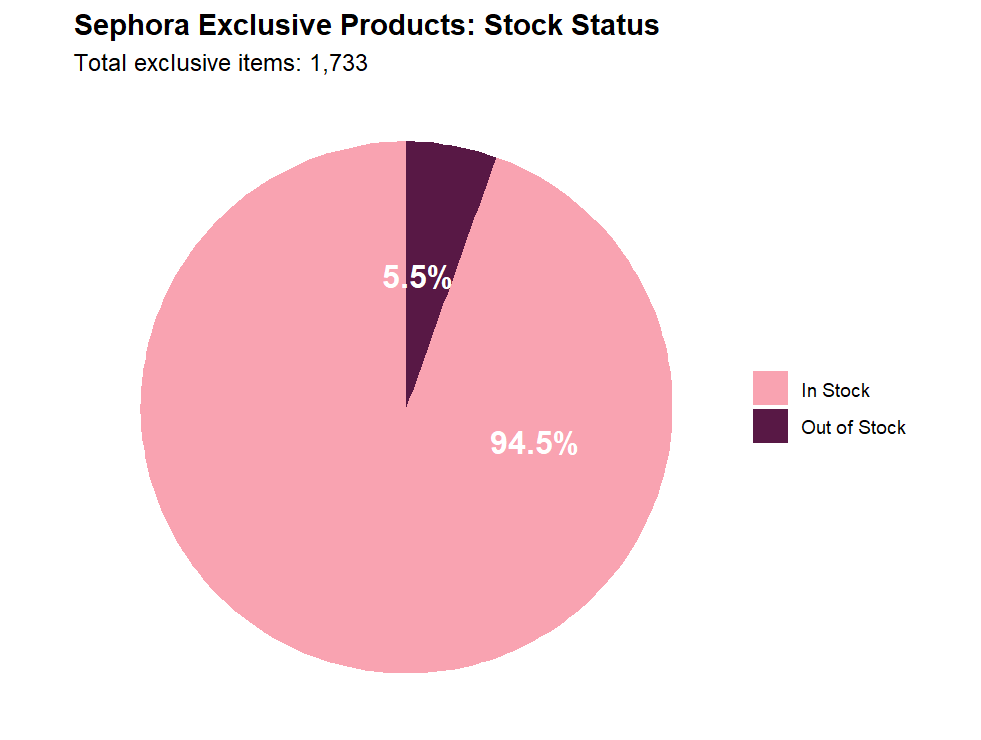 Sephora Exclusive Products: Stock Status
Total exclusive items: 1,733
5.5%
94.5%
In Stock
Out of Stock